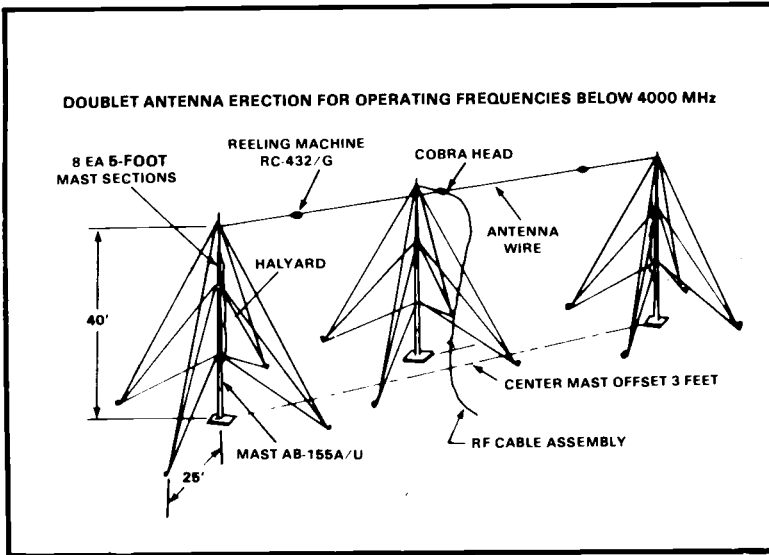 DOUBLET ANTENNA ERECTION FOR OPERATING FREQUENCIES BELOW 4000 MHz
REELING MACHINE
RC-432/G
8 EA 5-FOOT
MAST SECTIONS
COBRA HEAD
ANTENNA
WIRE
HALYARD
40'
CENTER MAST OFFSET 3 FEET
MAST AB-155A/U
RF CABLE ASSEMBLY
25'